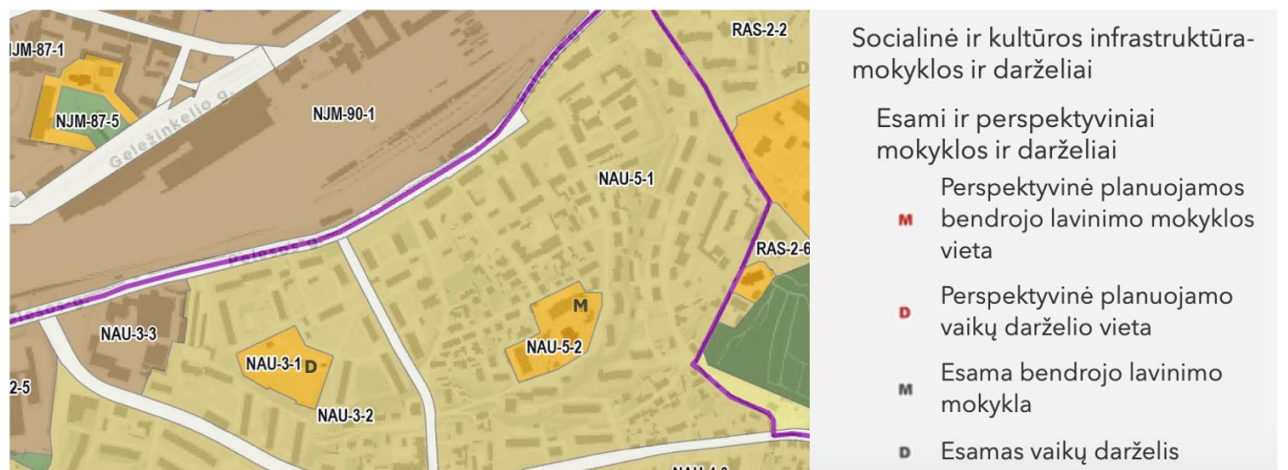 NJM-87-1
RAS-2-2
D
NJM-87-5
Geležinkelio g.
NJM-90-1
NAU-5-1
RAS-2-6
M
NAU-3-3
NAU-5-2
NAU-3-1
D
2-5
NAU-3-2
Socialinė ir kultūros infrastruktūra-
mokyklos ir darželiai
Esami ir perspektyviniai
mokyklos ir darželiai
Perspektyvinė planuojamos
M bendrojo lavinimo mokyklos
vieta
Perspektyvinė planuojamo
D vaikų darželio vieta
Esama bendrojo lavinimo
M mokykla
D Esamas vaikų darželis